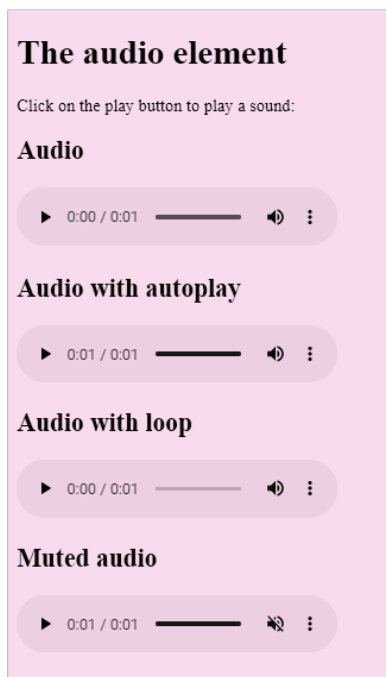 The audio element
Click on the play button to play a sound:
Audio
0:00 / 0:01
Audio with autoplay
0:01 / 0:01
Audio with loop
0:00 / 0:01
Muted audio
0:01 / 0:01